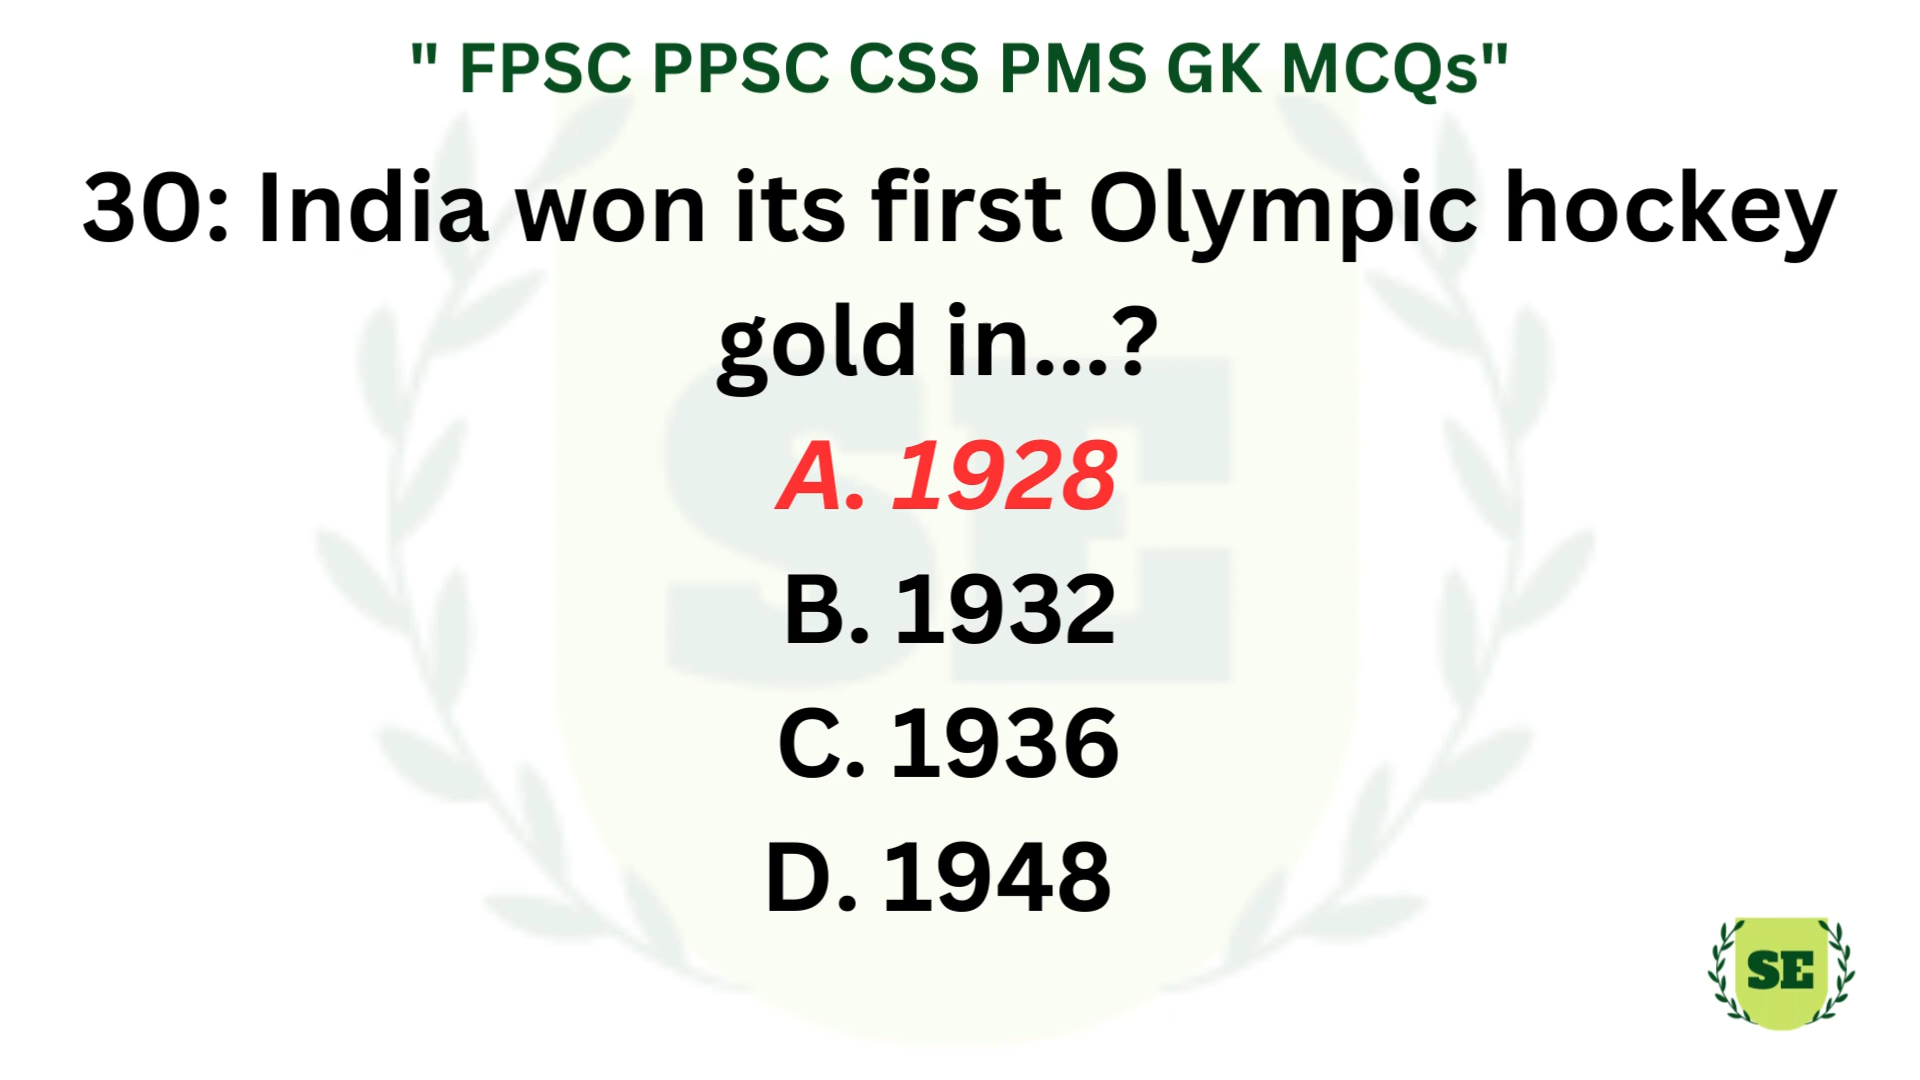 " FPSC PPSC CSS PMS GK MCQs"
30: India won its first Olympic hockey
gold in...?
A. 1928
B. 1932
C. 1936
D. 1948
SE
SE